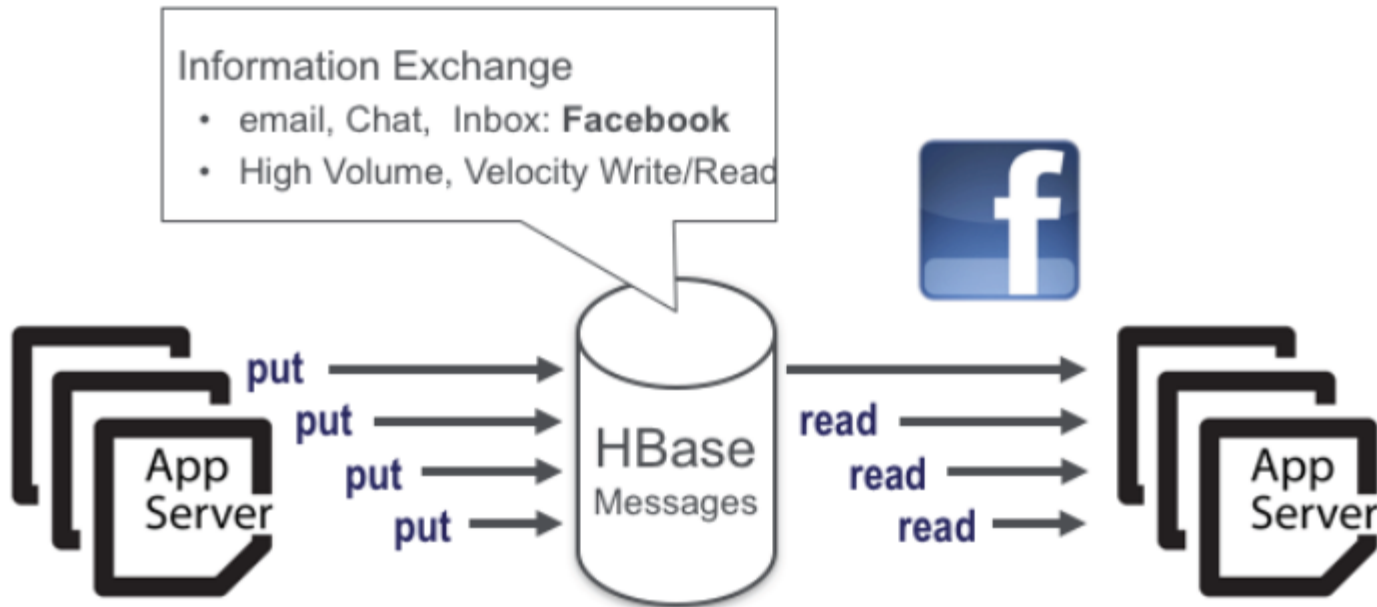 Information Exchange
• email, Chat, Inbox: Facebook
• High Volume, Velocity Write/Read
f
put
put
put
put
HBase
Messages
read
read
read
App
Server
App
Server